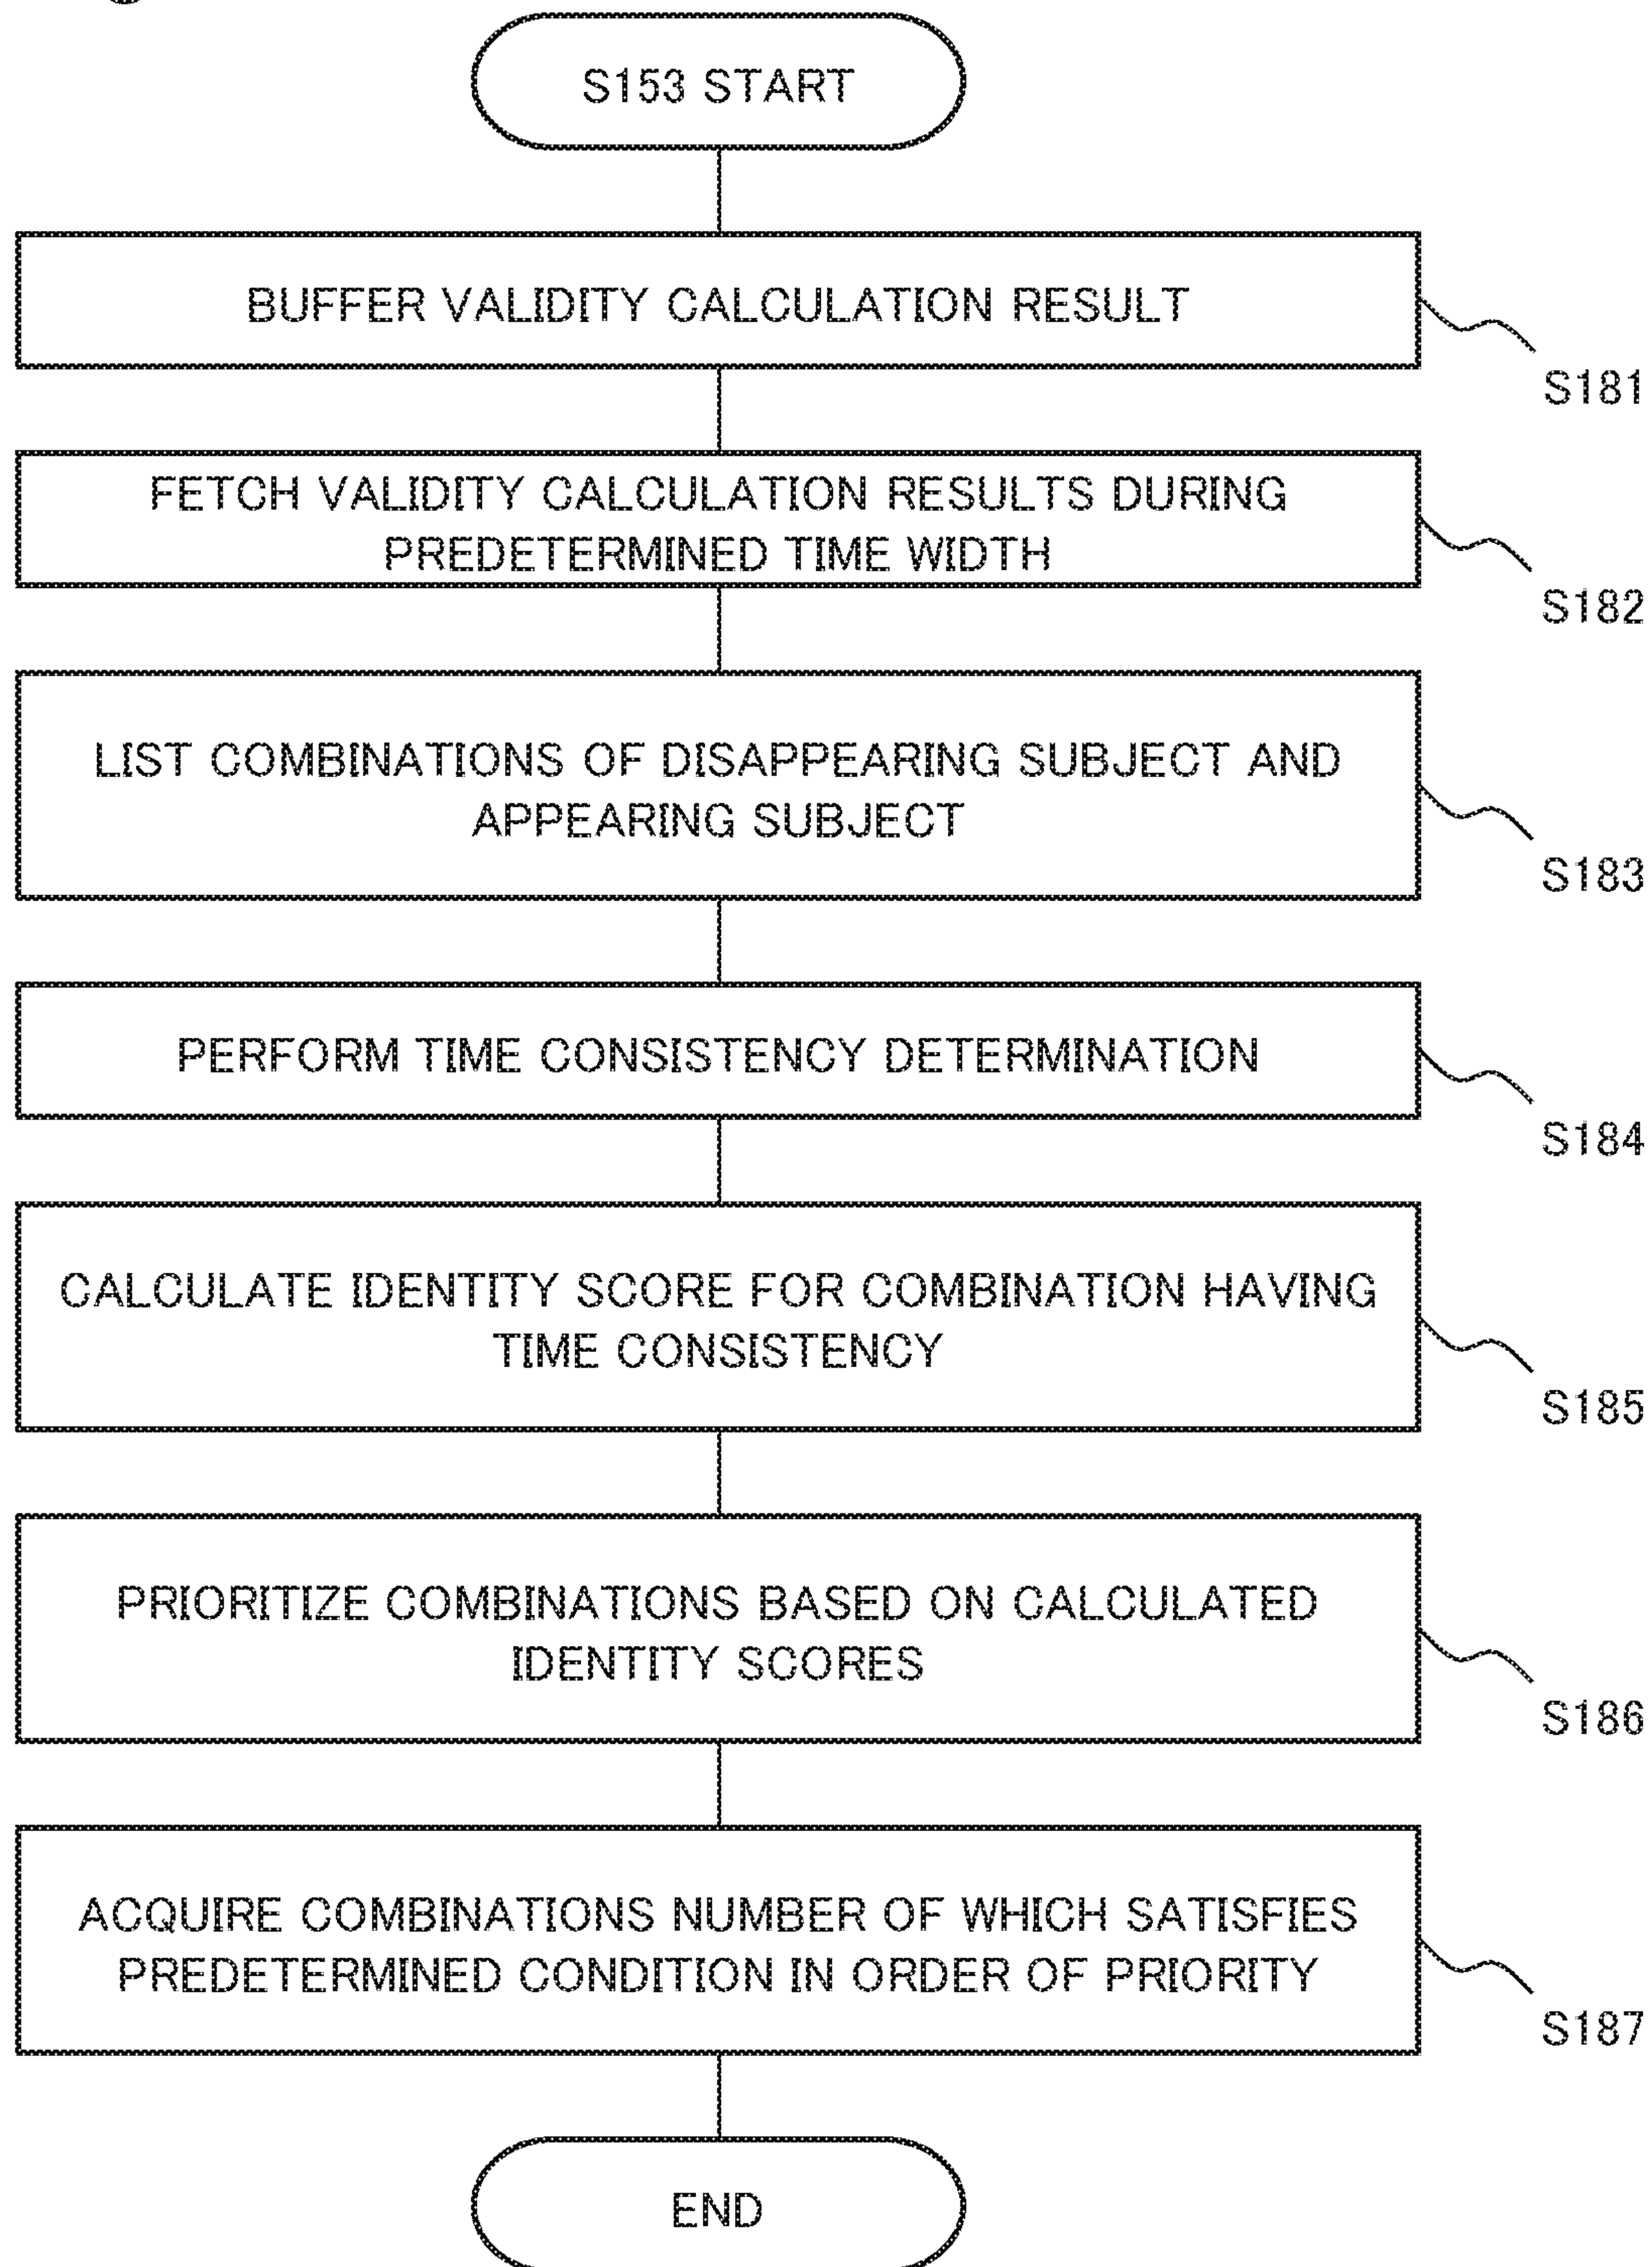 S153 START
BUFFER VALIDITY CALCULATION RESULT
S181
FETCH VALIDITY CALCULATION RESULTS DURING
PREDETERMINED TIME WIDTH
S182
LIST COMBINATIONS OF DISAPPEARING SUBJECT AND
APPEARING SUBJECT
S183
PERFORM TIME CONSISTENCY DETERMINATION
S184
CALCULATE IDENTITY SCORE FOR COMBINATION HAVING
TIME CONSISTENCY
S185
PRIORITIZE COMBINATIONS BASED ON CALCULATED
IDENTITY SCORES
S186
ACQUIRE COMBINATIONS NUMBER OF WHICH SATISFIES
PREDETERMINED CONDITION IN ORDER OF PRIORITY
S187
END